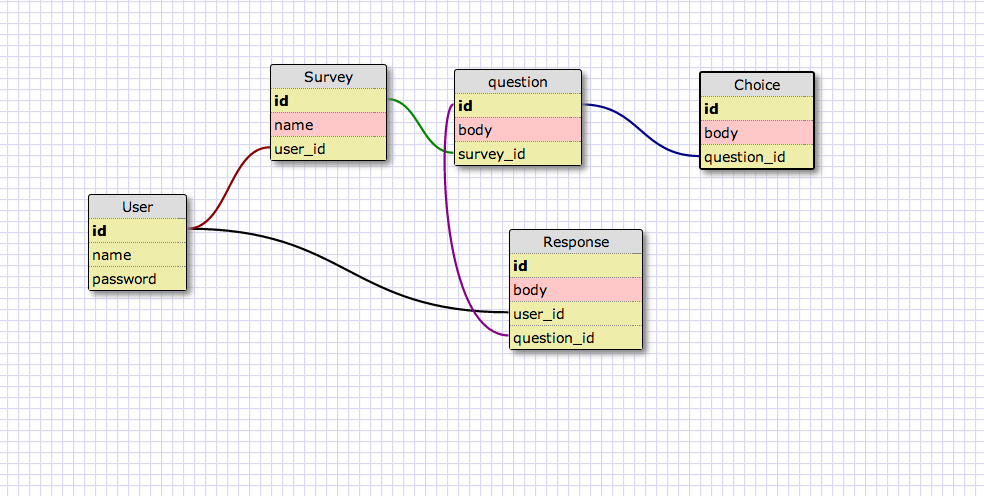 Survey
id
name
user_id
question
id
body
survey_id
Choice
id
body
question_id
User
id
name
password
Response
id
body
user_id
question_id